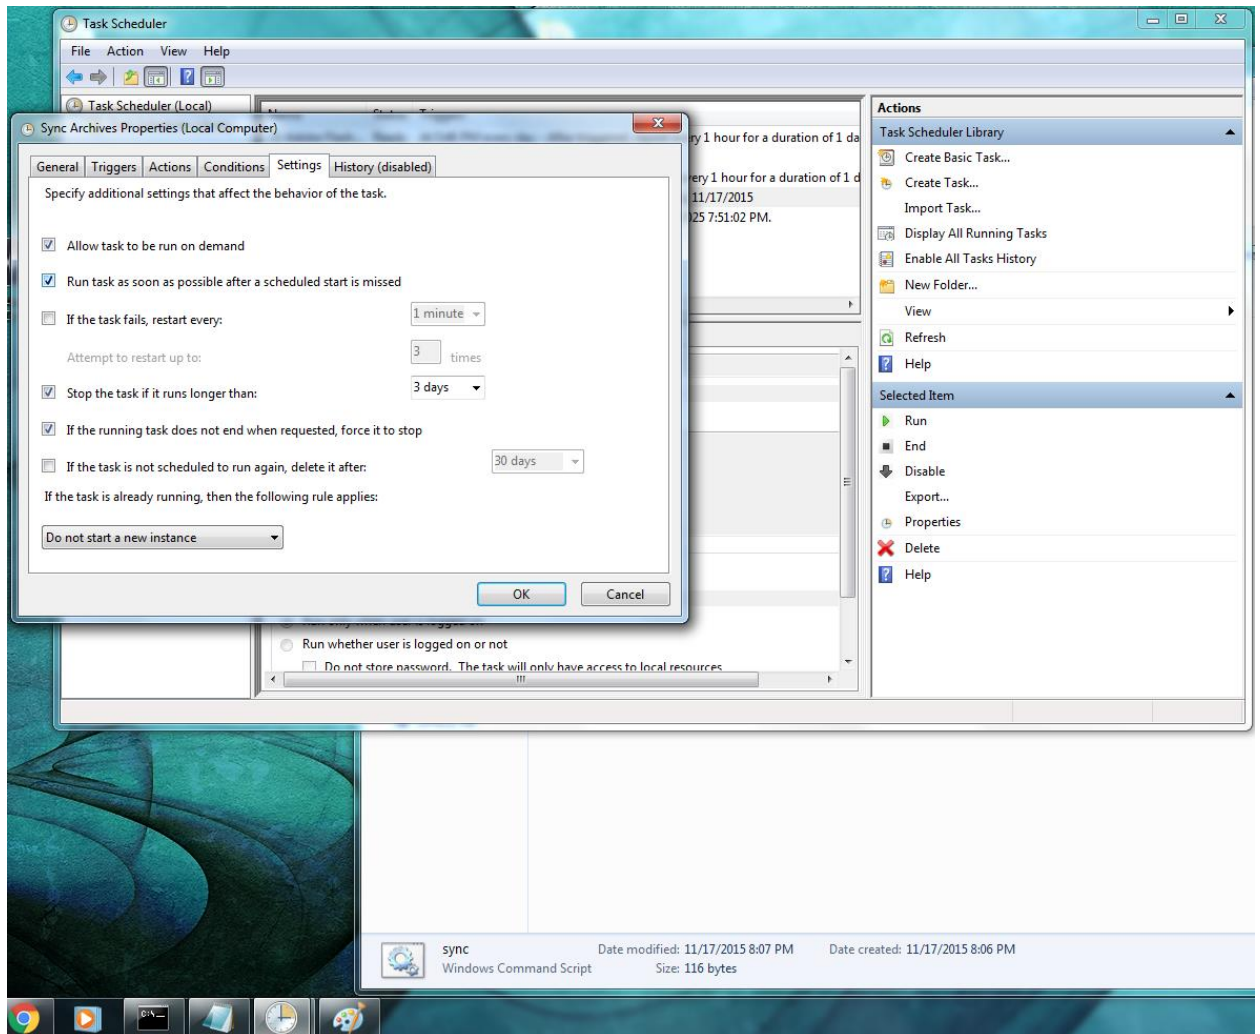 Task Scheduler
File Action View Help
Task Scheduler (Local)
Sync Archives Properties (Local Computer)
General Triggers Actions Conditions Settings History (disabled)
Specify additional settings that affect the behavior of the task.
Allow task to be run on demand
Run task as soon as possible after a scheduled start is missed
If the task fails, restart every: 1 minute
Attempt to restart up to: 3 times
Stop the task if it runs longer than: 3 days
If the running task does not end when requested, force it to stop
If the task is not scheduled to run again, delete it after: 30 days
If the task is already running, then the following rule applies:
Do not start a new instance
OK Cancel
1 hour for a duration of 1 da
1 hour for a duration of 1 d
11/17/2015
7:51:02 PM.
Run whether user is logged on or not
Do not store password. The task will only have access to local resources
Actions
Task Scheduler Library
Create Basic Task...
Create Task...
Import Task...
Display All Running Tasks
Enable All Tasks History
New Folder...
View
Refresh
Help
Selected Item
Run
End
Disable
Export...
Properties
Delete
Help
sync Date modified: 11/17/2015 8:07 PM Date created: 11/17/2015 8:06 PM
Windows Command Script Size: 116 bytes
C:\